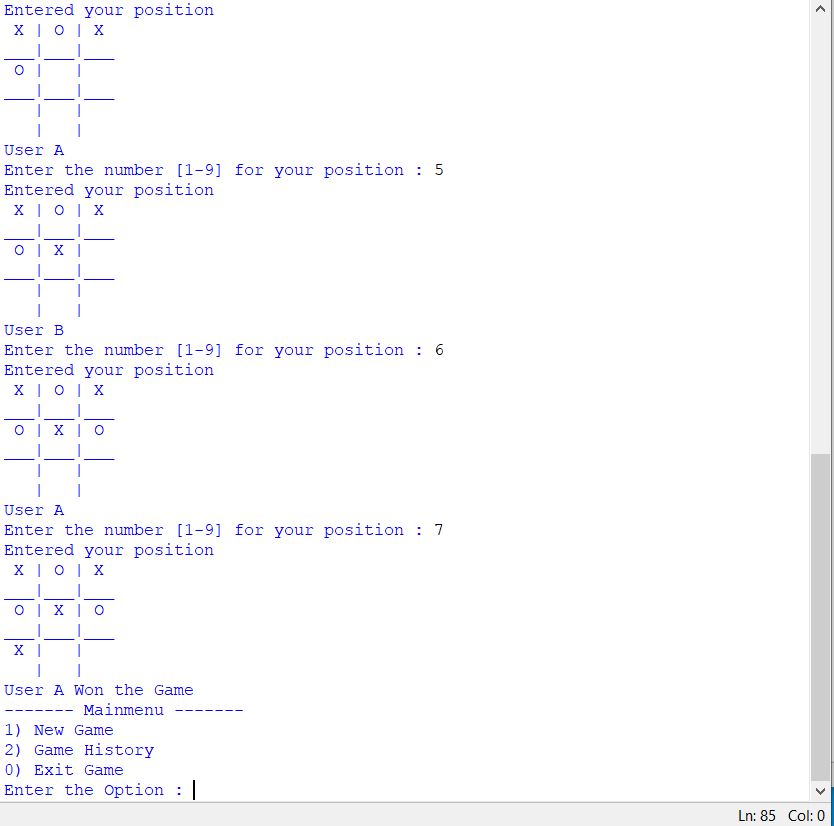 Entered your position
 X | O | X
___|___|___
 O |   |
___|___|___
   |   |
   |   |
User A
Enter the number [1-9] for your position : 5
Entered your position
 X | O | X
___|___|___
 O | X |
___|___|___
   |   |
   |   |
User B
Enter the number [1-9] for your position : 6
Entered your position
 X | O | X
___|___|___
 O | X | O
___|___|___
   |   |
   |   |
User A
Enter the number [1-9] for your position : 7
Entered your position
 X | O | X
___|___|___
 O | X | O
___|___|___
 X |   |
   |   |
User A Won the Game
------- Mainmenu -------
1) New Game
2) Game History
0) Exit Game
Enter the Option :
Ln: 85 Col: 0